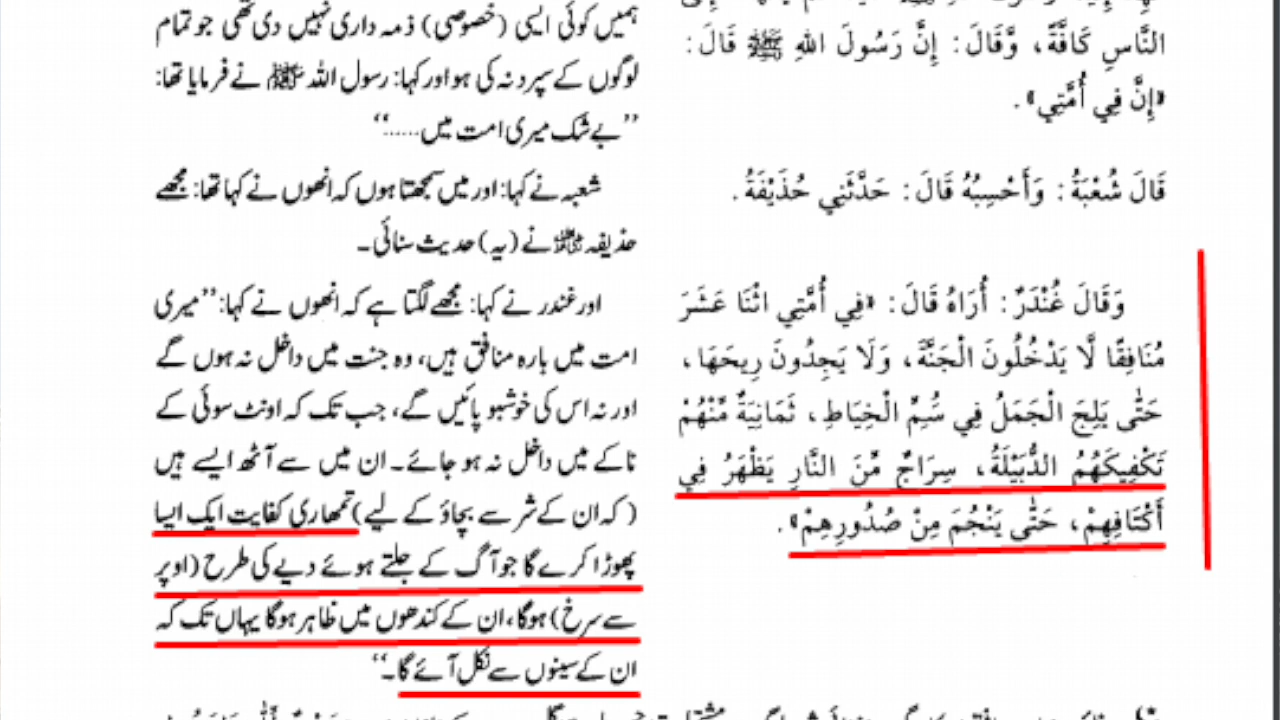 النَّاسِ كَافَّةً، وَّقَالَ: إِنَّ رَسُولَ اللهِ ﷺ قَالَ:
«إِنَّ فِي أُمَّتِي».
قَالَ شُعْبَةُ: وَأَحْسِبُهُ قَالَ: حَدَّثَنِي حُذَيْفَةُ.
وَقَالَ غُنْدَرٌ: أُرَاهُ قَالَ: «فِي أُمَّتِي اثْنَا عَشَرَ
مُنَافِقًا لَّا يَدْخُلُونَ الْجَنَّةَ، وَلَا يَجِدُونَ رِيحَهَا،
حَتّٰى يَلِجَ الْجَمَلُ فِي سُمِّ الْخِيَاطِ، ثَمَانِيَةٌ مِّنْهُمْ
تَكْفِيكَهُمُ الدُّبَيْلَةُ، سِرَاجٌ مِّنَ النَّارِ يَظْهَرُ فِي
أَكْتَافِهِمْ، حَتّٰى يَنْجُمَ مِنْ صُدُورِهِمْ».
ہمیں کوئی ایسی (خصوصی) ذمہ داری نہیں دی تھی جو تمام
لوگوں کے سپرد نہ کی ہو اور کہا: رسول اللہ ﷺ نے فرمایا تھا:
”بے شک میری امت میں.....“
شعبہ نے کہا: اور میں سمجھتا ہوں کہ انھوں نے کہا تھا: مجھے
حذیفہ رضی اللہ عنہ نے (یہ) حدیث سنائی۔
اور غندر نے کہا: مجھے لگتا ہے کہ انھوں نے کہا: ”میری
امت میں بارہ منافق ہیں، وہ جنت میں داخل نہ ہوں گے
اور نہ اس کی خوشبو پائیں گے، جب تک کہ اونٹ سوئی کے
ناکے میں داخل نہ ہو جائے۔ ان میں سے آٹھ ایسے ہیں
(کہ ان کے شر سے بچاؤ کے لیے) تمھاری کفایت ایک ایسا
پھوڑا کرے گا جو آگ کے جلتے ہوئے دیے کی طرح (اوپر
سے سرخ) ہوگا، ان کے کندھوں میں ظاہر ہوگا یہاں تک کہ
ان کے سینوں سے نکل آئے گا۔“